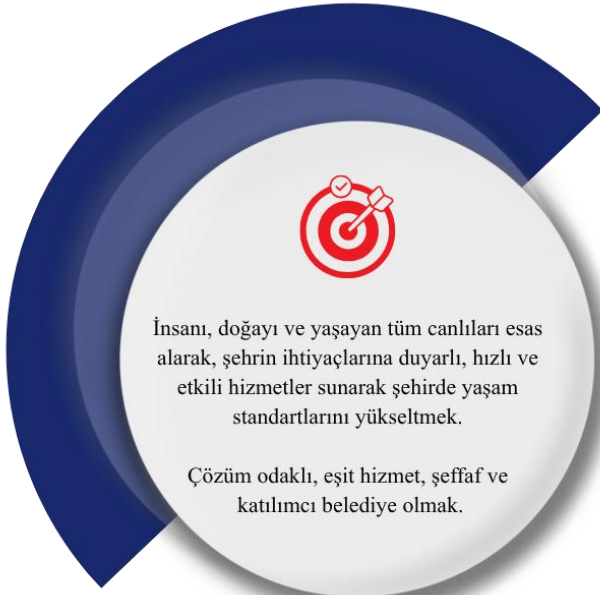 İnsanı, doğayı ve yaşayan tüm canlıları esas
alarak, şehrin ihtiyaçlarına duyarlı, hızlı ve
etkili hizmetler sunarak şehirde yaşam
standartlarını yükseltmek.
Çözüm odaklı, eşit hizmet, şeffaf ve
katılımcı belediye olmak.